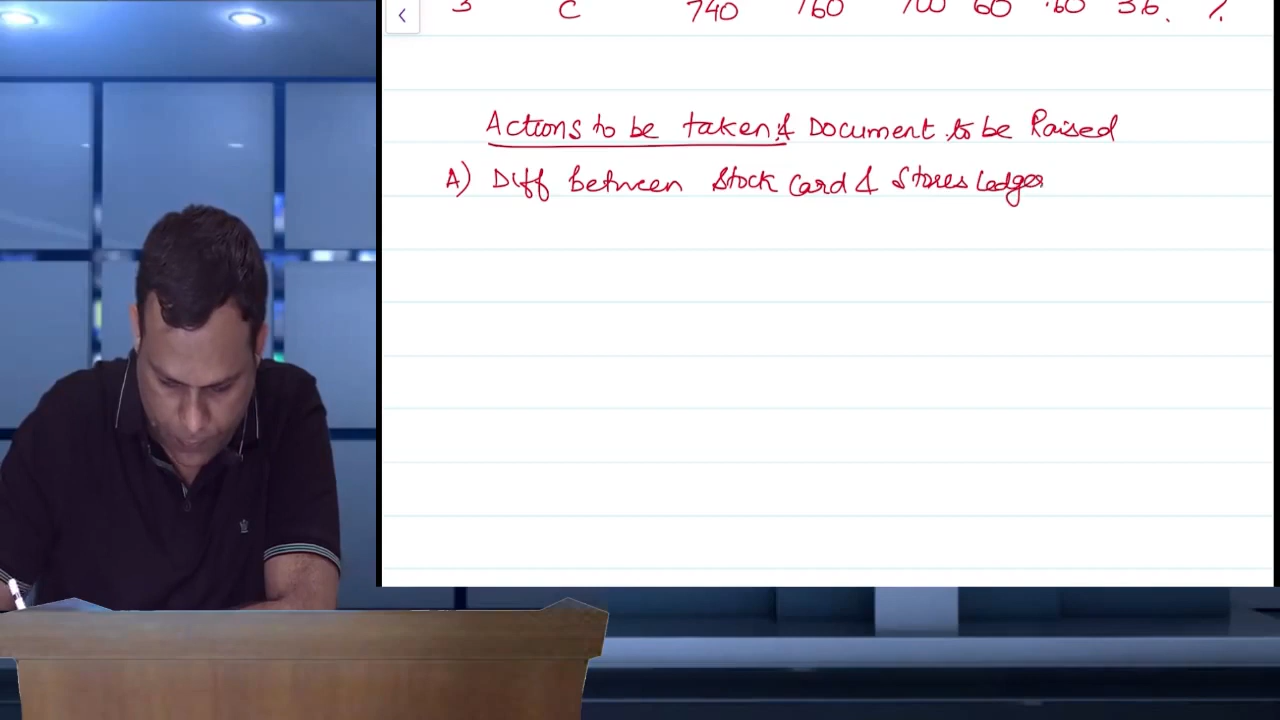 3 C 740 760 700 60 60 36
Actions to be taken & Document to be Raised
A) Diff between Stock Card & Stores Ledger